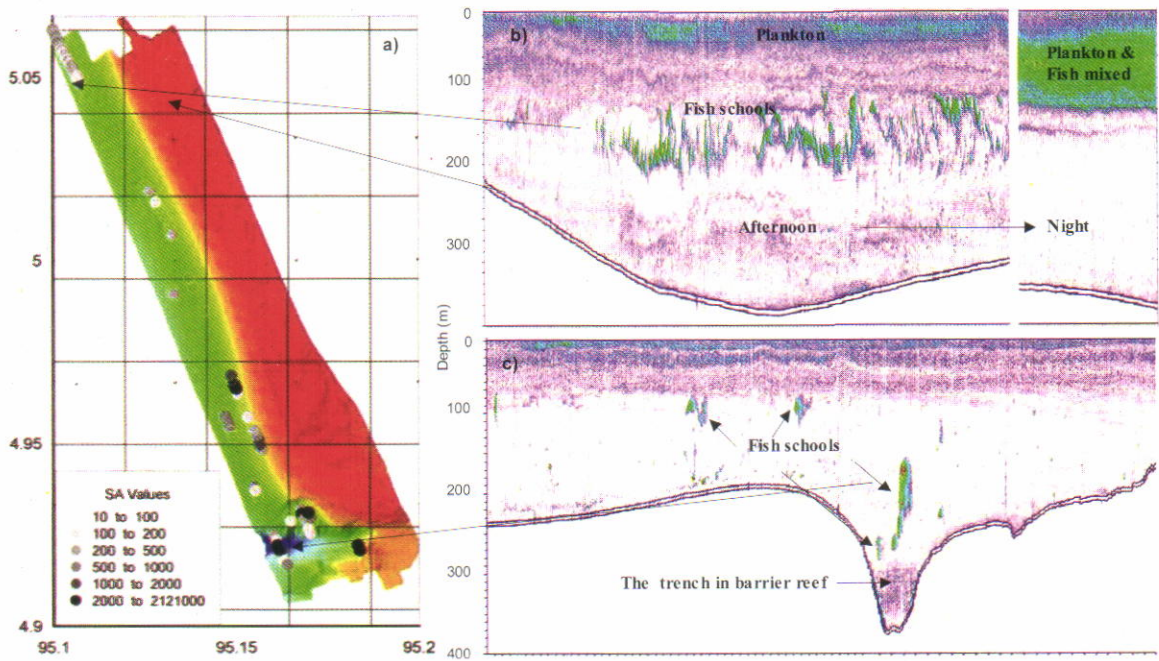 a)
5.05
5
4.95
4.9
95.1
95.15
95.2
SA Values
10 to 100
100 to 200
200 to 500
500 to 1000
1000 to 2000
2000 to 2121000
Depth (m)
0
100
200
300
b)
Plankton
Fish schools
Afternoon
Night
Plankton &
Fish mixed
0
100
200
300
400
c)
Fish schools
The trench in barrier reef